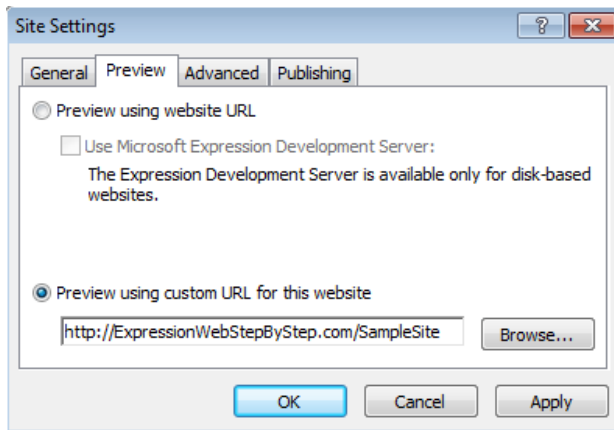 Site Settings
?
General Preview Advanced Publishing
Preview using website URL
Use Microsoft Expression Development Server:
The Expression Development Server is available only for disk-based
websites.
Preview using custom URL for this website
http://ExpressionWebStepByStep.com/SampleSite Browse...
OK Cancel Apply